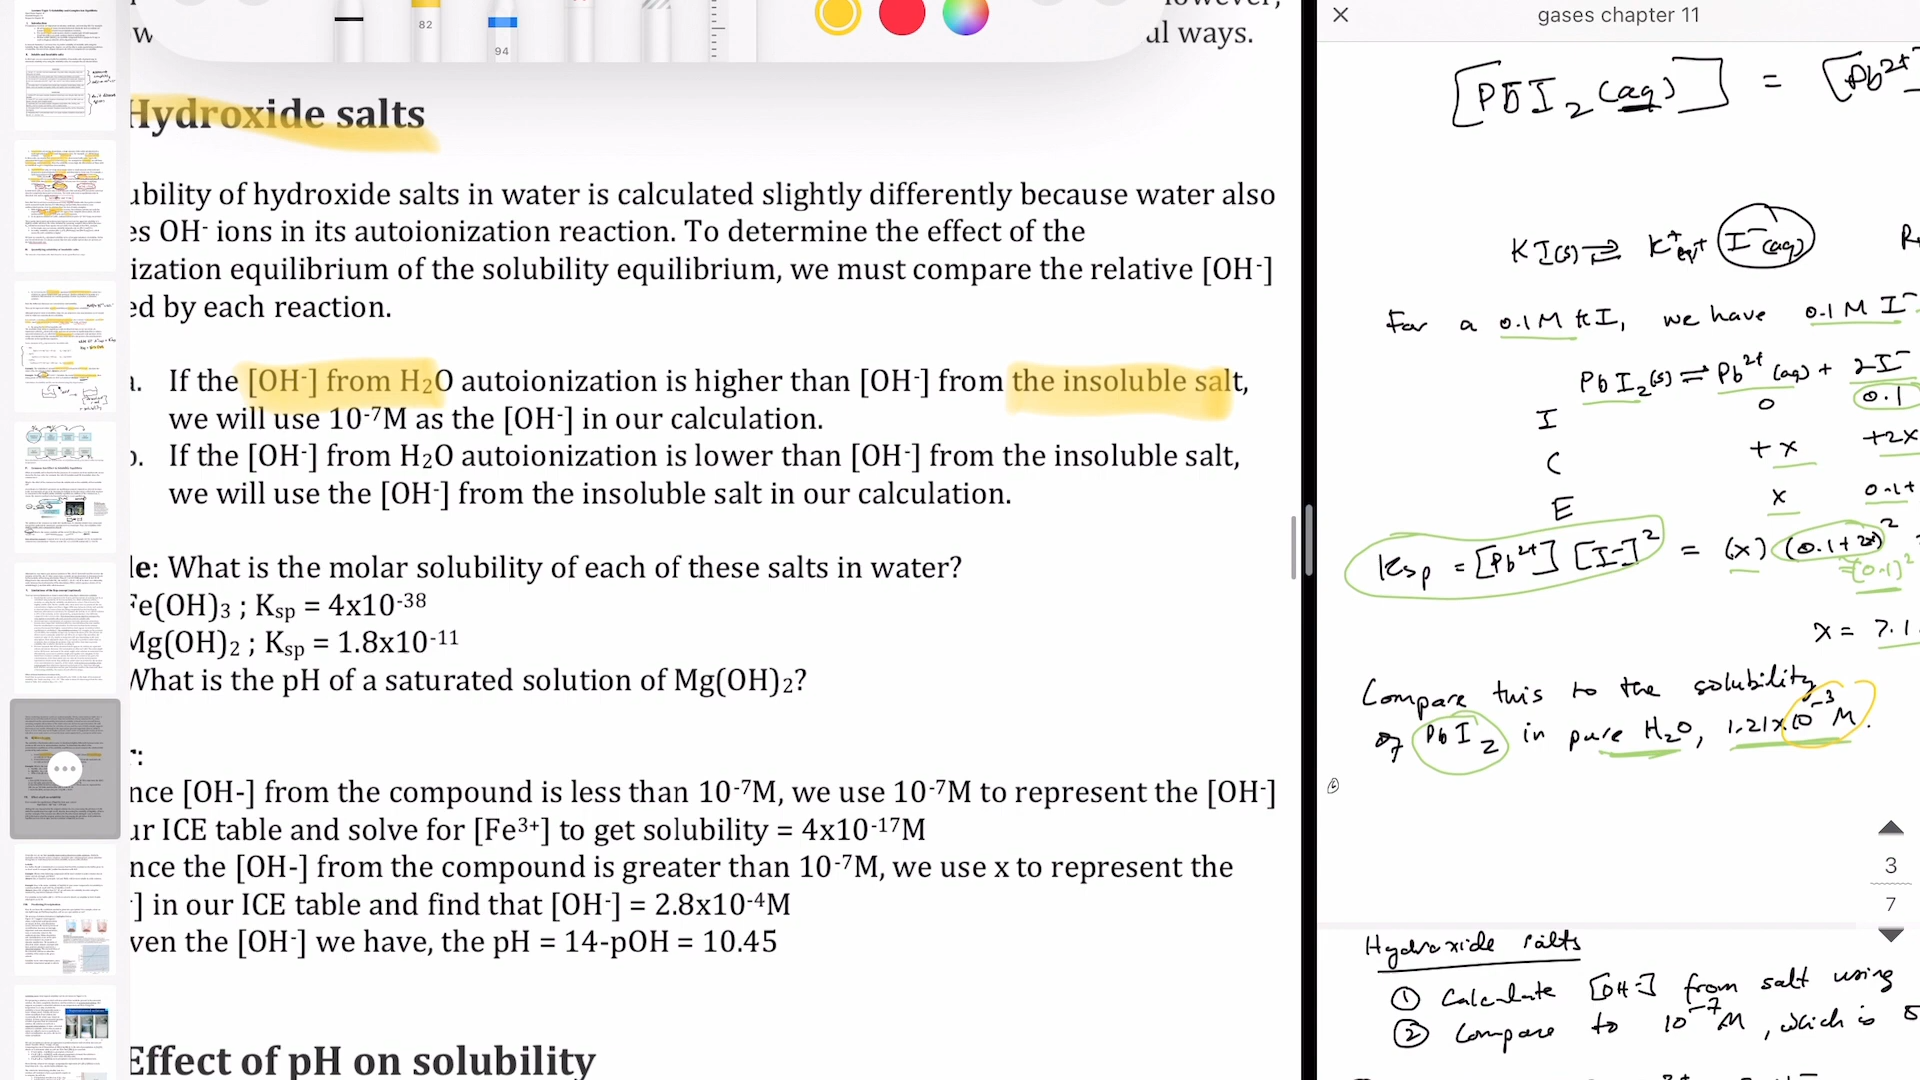 82
94
w
ul ways.
Hydroxide salts
ubility of hydroxide salts in water is calculated slightly differently because water also
es OH- ions in its autoionization reaction. To determine the effect of the
ization equilibrium of the solubility equilibrium, we must compare the relative [OH-]
ed by each reaction.
If the [OH-] from H2O autoionization is higher than [OH-] from the insoluble salt,
we will use 10-7M as the [OH-] in our calculation.
If the [OH-] from H2O autoionization is lower than [OH-] from the insoluble salt,
we will use the [OH-] from the insoluble salt in our calculation.
le: What is the molar solubility of each of these salts in water?
Fe(OH)3 ; Ksp = 4x10-38
Mg(OH)2 ; Ksp = 1.8x10-11
What is the pH of a saturated solution of Mg(OH)2?
r:
nce [OH-] from the compound is less than 10-7M, we use 10-7M to represent the [OH-]
ur ICE table and solve for [Fe3+] to get solubility = 4x10-17M
nce the [OH-] from the compound is greater than 10-7M, we use x to represent the
-] in our ICE table and find that [OH-] = 2.8x10-4M
ven the [OH-] we have, the pH = 14-pOH = 10.45
Effect of pH on solubility
gases chapter 11
[PbI2 (aq)] = [Pb2+
KI(s) ⇌ K+ aq + I- (aq)
For a 0.1M KI, we have 0.1 M I-
PbI2(s) ⇌ Pb2+ (aq) + 2I-
I 0 0.1
C +x +2x
E x 0.1+
Ksp = [Pb2+] [I-]2 = (x) (0.1+2x)2
≈(0.1)2
x = 7.1
Compare this to the solubility
of PbI2 in pure H2O, 1.21x10-3 M.
3
7
Hydroxide salts
① Calculate [OH-] from salt using
② Compare to 10-7 M, which is